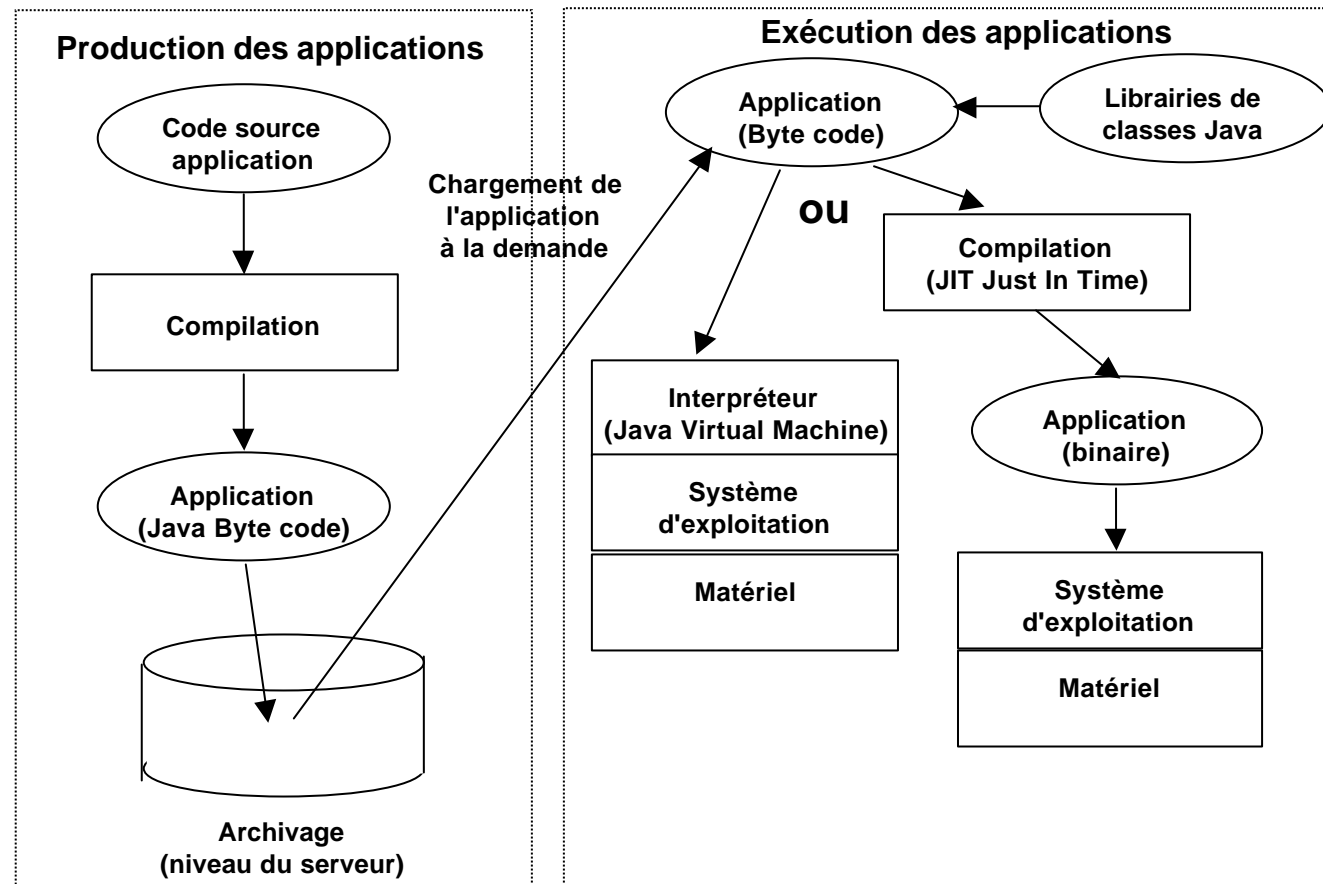 Production des applications
Code source
application
Compilation
Application
(Java Byte code)
Archivage
(niveau du serveur)
Chargement de
l'application
à la demande
Exécution des applications
Application
(Byte code)
Librairies de
classes Java
ou
Compilation
(JIT Just In Time)
Interpréteur
(Java Virtual Machine)
Système
d'exploitation
Matériel
Application
(binaire)
Système
d'exploitation
Matériel